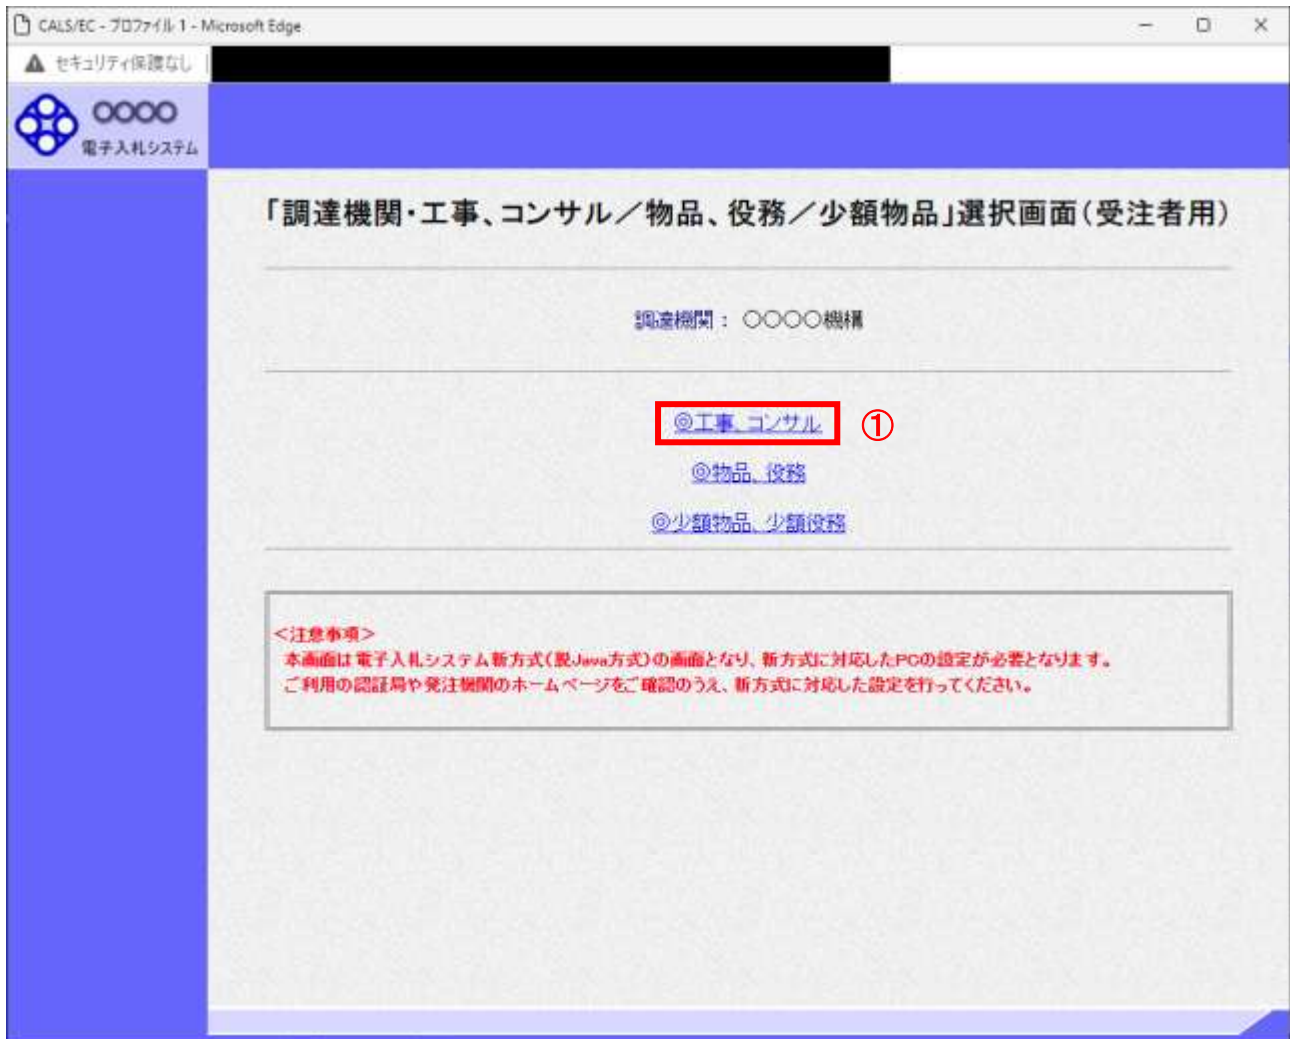 CALS/EC - プロファイル 1 - Microsoft Edge
セキュリティ保護なし
○○○○
電子入札システム
「調達機関・工事、コンサル／物品、役務／少額物品」選択画面（受注者用）
調達機関： ○○○○機構
◎工事、コンサル ①
◎物品、役務
◎少額物品、少額役務
＜注意事項＞
本画面は電子入札システム新方式（脱Java方式）の画面となり、新方式に対応したPCの設定が必要となります。
ご利用の認証局や発注機関のホームページをご確認のうえ、新方式に対応した設定を行ってください。